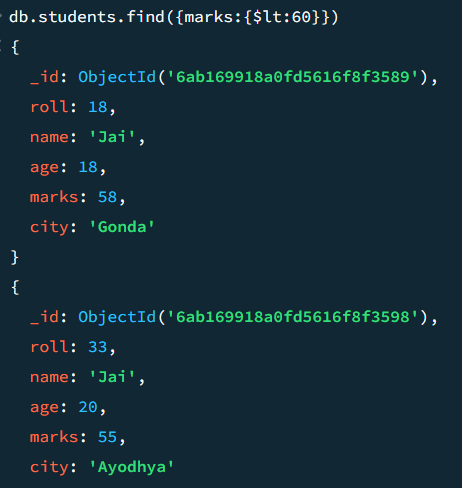 db.students.find({marks:{$lt:60}})
{
_id: ObjectId('6ab169918a0fd5616f8f3589'),
roll: 18,
name: 'Jai',
age: 18,
marks: 58,
city: 'Gonda'
}
{
_id: ObjectId('6ab169918a0fd5616f8f3598'),
roll: 33,
name: 'Jai',
age: 20,
marks: 55,
city: 'Ayodhya'